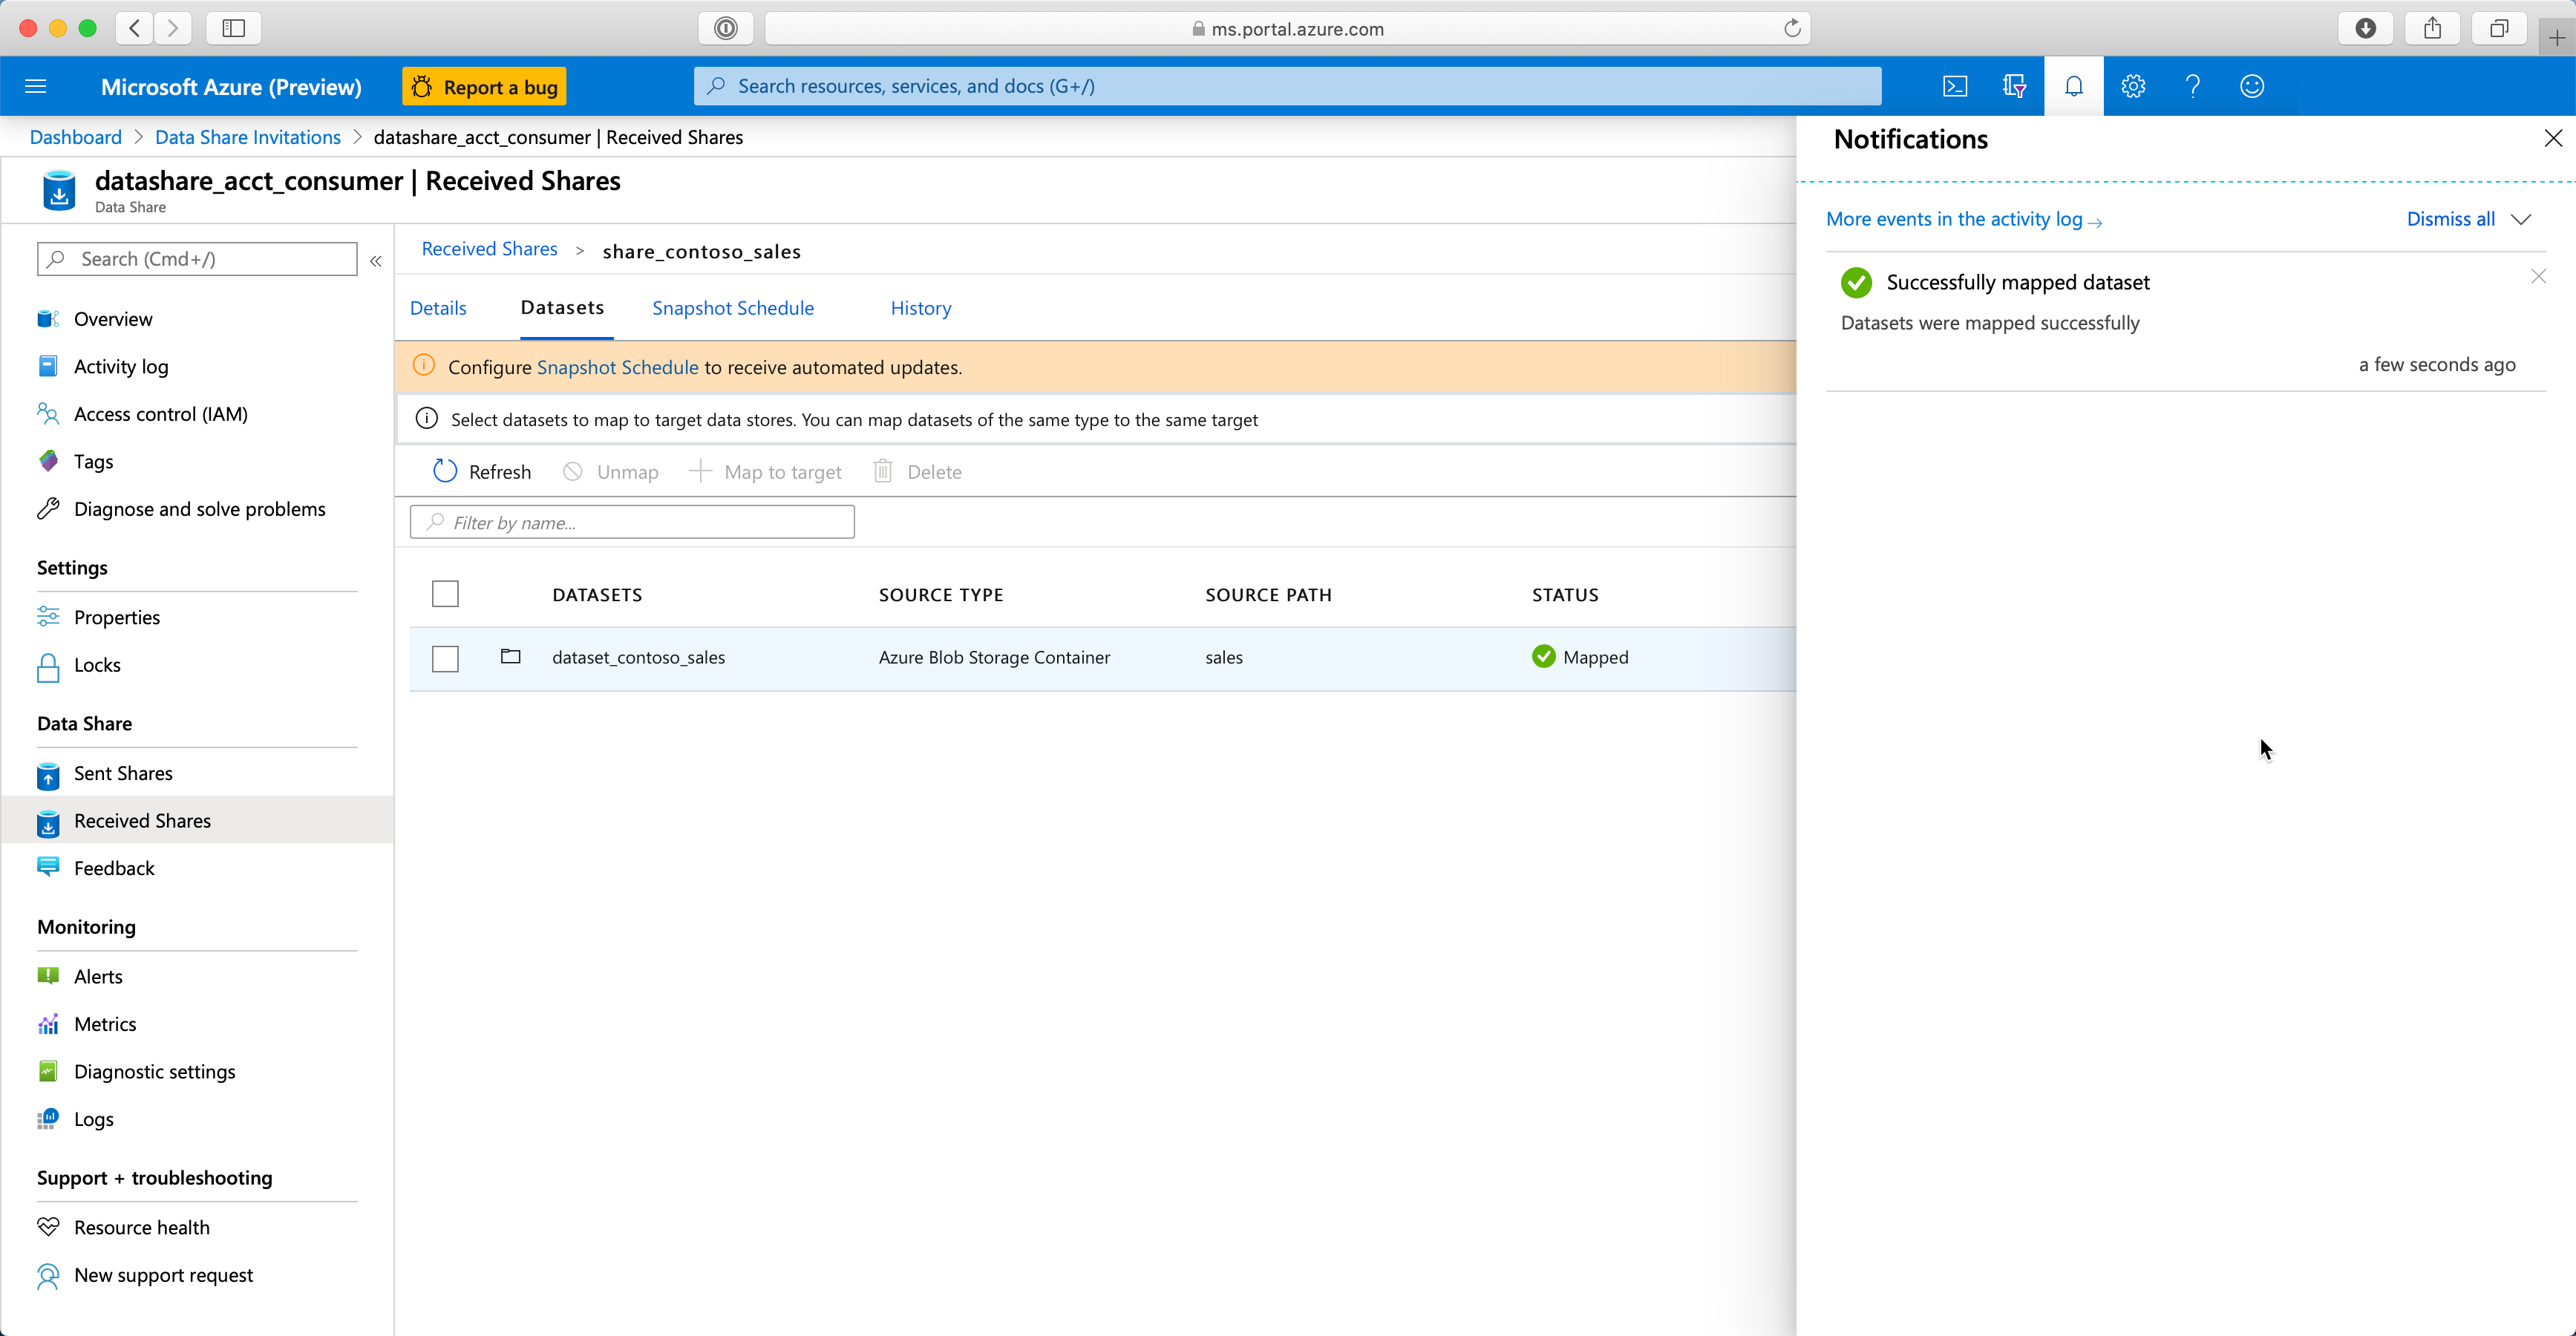 ms.portal.azure.com
Microsoft Azure (Preview)
Report a bug
Search resources, services, and docs (G+/)
Dashboard > Data Share Invitations > datashare_acct_consumer | Received Shares
datashare_acct_consumer | Received Shares
Data Share
Search (Cmd+/)
«
Overview
Activity log
Access control (IAM)
Tags
Diagnose and solve problems
Settings
Properties
Locks
Data Share
Sent Shares
Received Shares
Feedback
Monitoring
Alerts
Metrics
Diagnostic settings
Logs
Support + troubleshooting
Resource health
New support request
Received Shares > share_contoso_sales
Details Datasets Snapshot Schedule History
Configure Snapshot Schedule to receive automated updates.
Select datasets to map to target data stores. You can map datasets of the same type to the same target
Refresh Unmap Map to target Delete
Filter by name...
DATASETS SOURCE TYPE SOURCE PATH STATUS
dataset_contoso_sales Azure Blob Storage Container sales Mapped
Notifications
More events in the activity log → Dismiss all
Successfully mapped dataset
Datasets were mapped successfully
a few seconds ago